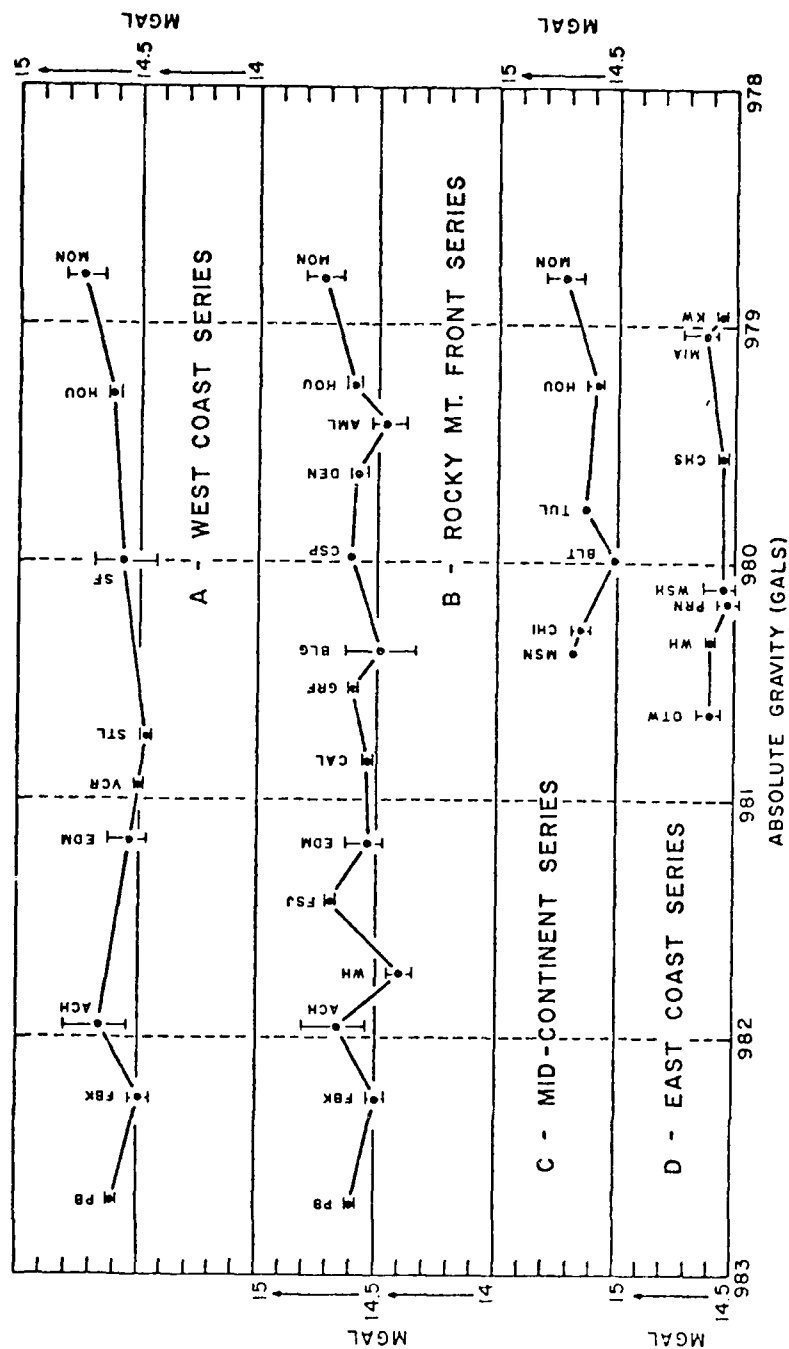 MGAL
MGAL
15
14.5
14
15
14.5
PB
FBK
ACH
EDM
VCR
STL
SF
HOU
MON
A - WEST COAST SERIES
15
14.5
14
MGAL
PB
FBK
ACH
WH
FSJ
EDM
CAL
GRF
BLG
CSP
DEN
AML
HOU
MON
B - ROCKY MT. FRONT SERIES
MSN
CHI
BLT
TUL
HOU
MON
C - MID-CONTINENT SERIES
15
14.5
MGAL
OTW
WH
PRN
WSH
CHS
MIA
KW
D - EAST COAST SERIES
983
982
981
980
979
978
ABSOLUTE GRAVITY (GALS)